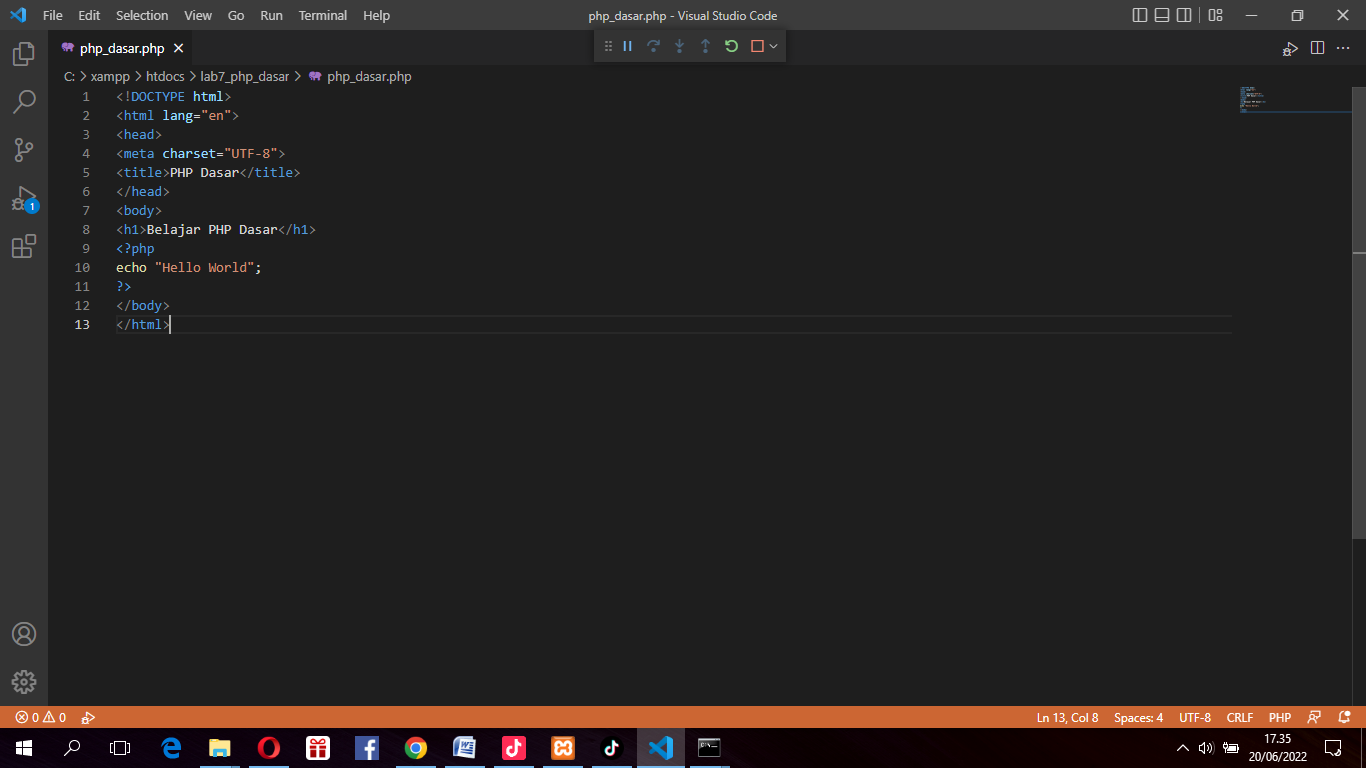 File Edit Selection View Go Run Terminal Help php_dasar.php - Visual Studio Code
php_dasar.php
C: > xampp > htdocs > lab7_php_dasar > php_dasar.php
1 <!DOCTYPE html>
2 <html lang="en">
3 <head>
4 <meta charset="UTF-8">
5 <title>PHP Dasar</title>
6 </head>
7 <body>
8 <h1>Belajar PHP Dasar</h1>
9 <?php
10 echo "Hello World";
11 ?>
12 </body>
13 </html>
1
0 0 Ln 13, Col 8 Spaces: 4 UTF-8 CRLF PHP
17.35
20/06/2022